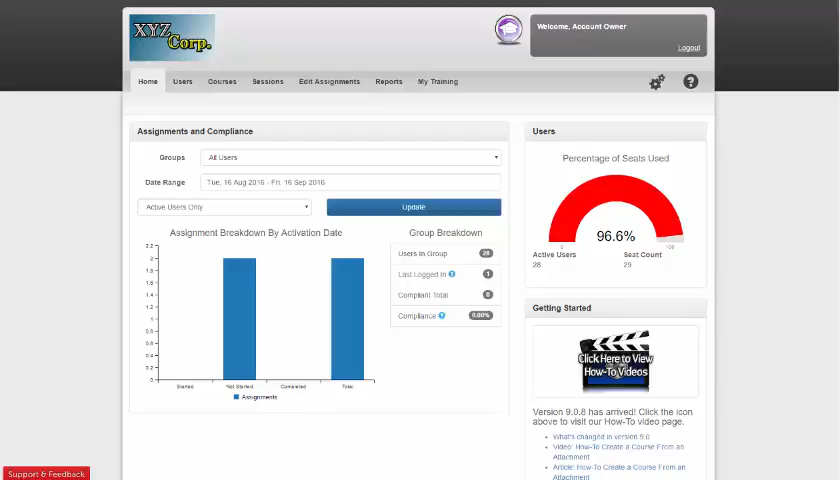 XYZ
Corp.
Welcome, Account Owner
Logout
Home Users Courses Sessions Edit Assignments Reports My Training
?
Assignments and Compliance
Groups All Users
Date Range Tue, 16 Aug 2016 - Fri, 16 Sep 2016
Active Users Only Update
Assignment Breakdown By Activation Date
2.2
2
1.8
1.6
1.4
1.2
1
0.8
0.6
0.4
0.2
0
Started Not Started Completed Total
Assignments
Group Breakdown
Users In Group 28
Last Logged In ? 1
Compliant Total 0
Compliance ? 0.00%
Users
Percentage of Seats Used
96.6%
0 100
Active Users Seat Count
28 29
Getting Started
Click Here to View
How-To Videos
Version 9.0.8 has arrived! Click the icon
above to visit our How-To video page.
What's changed in version 9.0
Video: How-To Create a Course From an
Attachment
Article: How-To Create a Course From an
Attachment
Support & Feedback